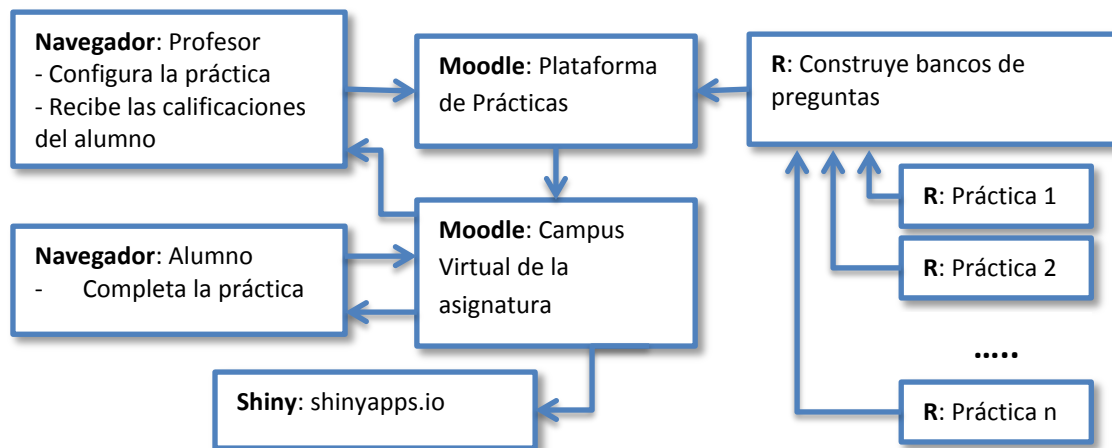 Navegador: Profesor
- Configura la práctica
- Recibe las calificaciones
del alumno
Moodle: Plataforma
de Prácticas
R: Construye bancos de
preguntas
R: Práctica 1
Navegador: Alumno
- Completa la práctica
Moodle: Campus
Virtual de la
asignatura
R: Práctica 2
.....
Shiny: shinyapps.io
R: Práctica n